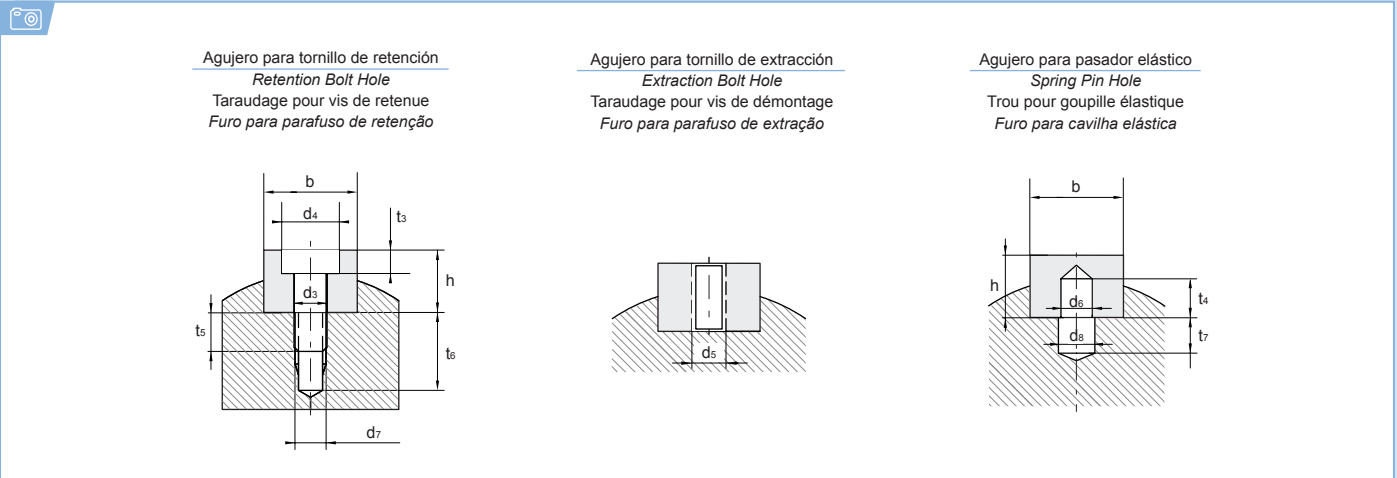 Agujero para tornillo de retención
Retention Bolt Hole
Taraudage pour vis de retenue
Furo para parafuso de retenção
Agujero para tornillo de extracción
Extraction Bolt Hole
Taraudage pour vis de démontage
Furo para parafuso de extração
Agujero para pasador elástico
Spring Pin Hole
Trou pour goupille élastique
Furo para cavilha elástica
b
d4
t3
h
d3
t5
t6
d7
d5
b
h
d6
t4
d8
t7